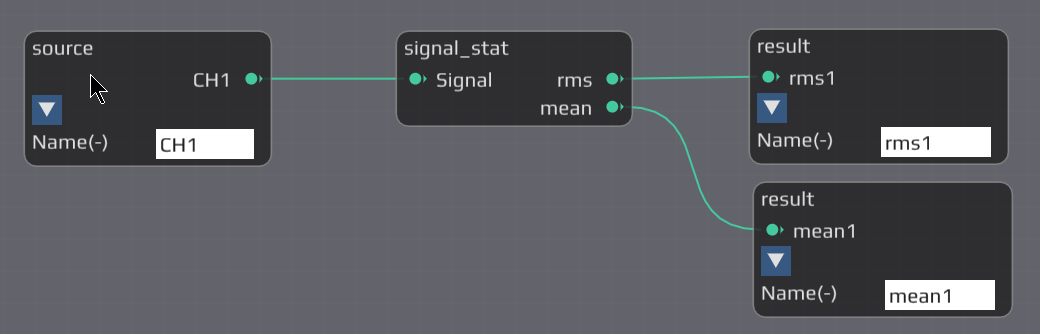 source
CH1
Name(-) CH1
signal_stat
Signal rms
mean
result
rms1
Name(-) rms1
result
mean1
Name(-) mean1